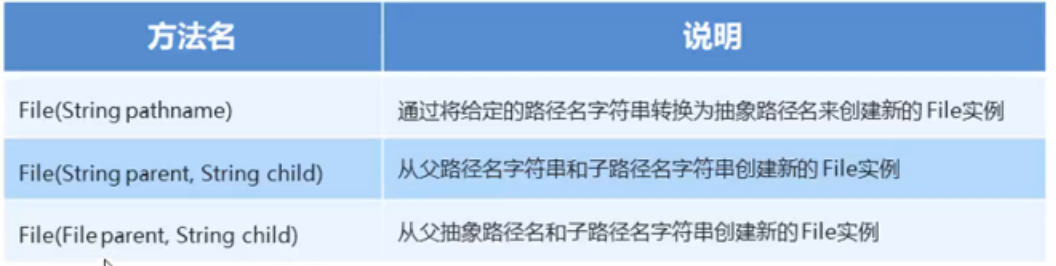 方法名 说明
File(String pathname) 通过将给定的路径名字符串转换为抽象路径名来创建新的 File实例
File(String parent, String child) 从父路径名字符串和子路径名字符串创建新的 File实例
File(File parent, String child) 从父抽象路径名和子路径名字符串创建新的 File实例